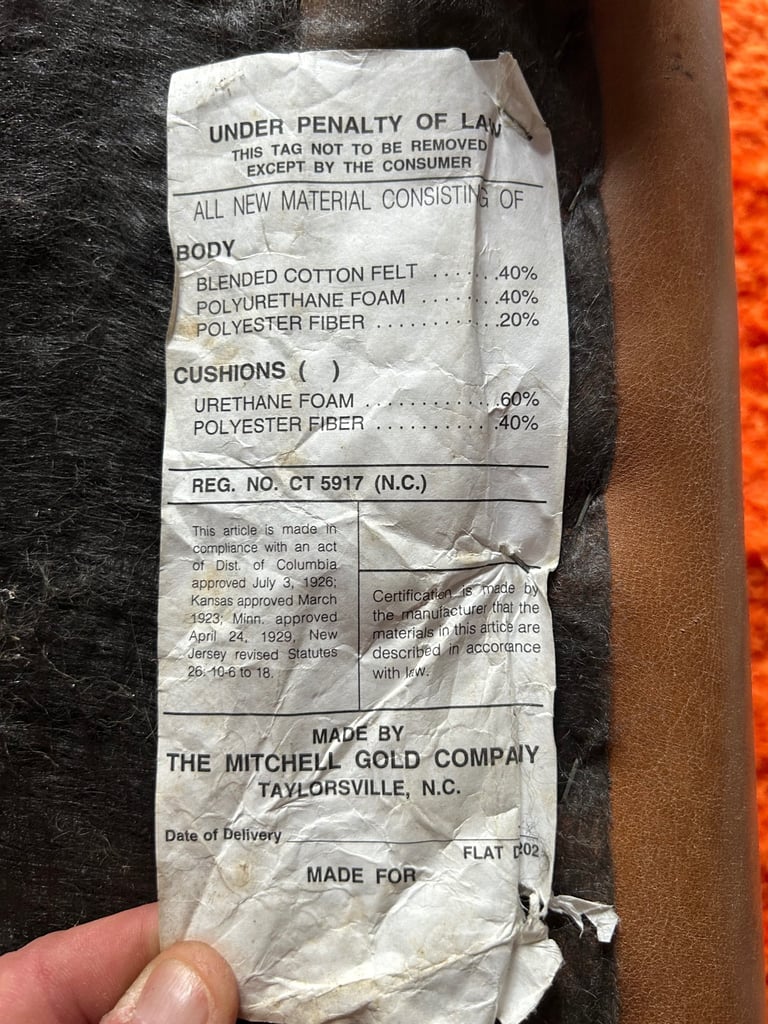 UNDER PENALTY OF LAW
THIS TAG NOT TO BE REMOVED
EXCEPT BY THE CONSUMER
ALL NEW MATERIAL CONSISTING OF
BODY
BLENDED COTTON FELT .......40%
POLYURETHANE FOAM .......40%
POLYESTER FIBER ...........20%
CUSHIONS ( )
URETHANE FOAM ............60%
POLYESTER FIBER ...........40%
REG. NO. CT 5917 (N.C.)
This article is made in
compliance with an act
of Dist. of Columbia
approved July 3, 1926;
Kansas approved March
1923; Minn. approved
April 24, 1929, New
Jersey revised Statutes
26: 10-6 to 18.
Certification is made by
the manufacturer that the
materials in this artice are
described in accordance
with law.
MADE BY
THE MITCHELL GOLD COMPANY
TAYLORSVILLE, N.C.
Date of Delivery
FLAT
MADE FOR